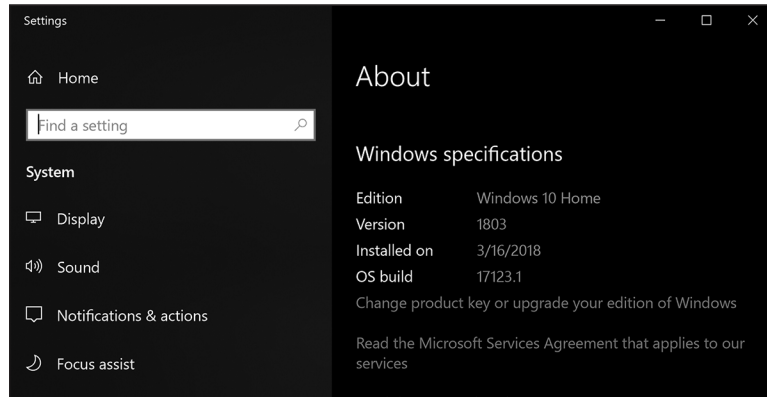 Settings
Home
Find a setting
System
Display
Sound
Notifications & actions
Focus assist
About
Windows specifications
Edition Windows 10 Home
Version 1803
Installed on 3/16/2018
OS build 17123.1
Change product key or upgrade your edition of Windows
Read the Microsoft Services Agreement that applies to our
services